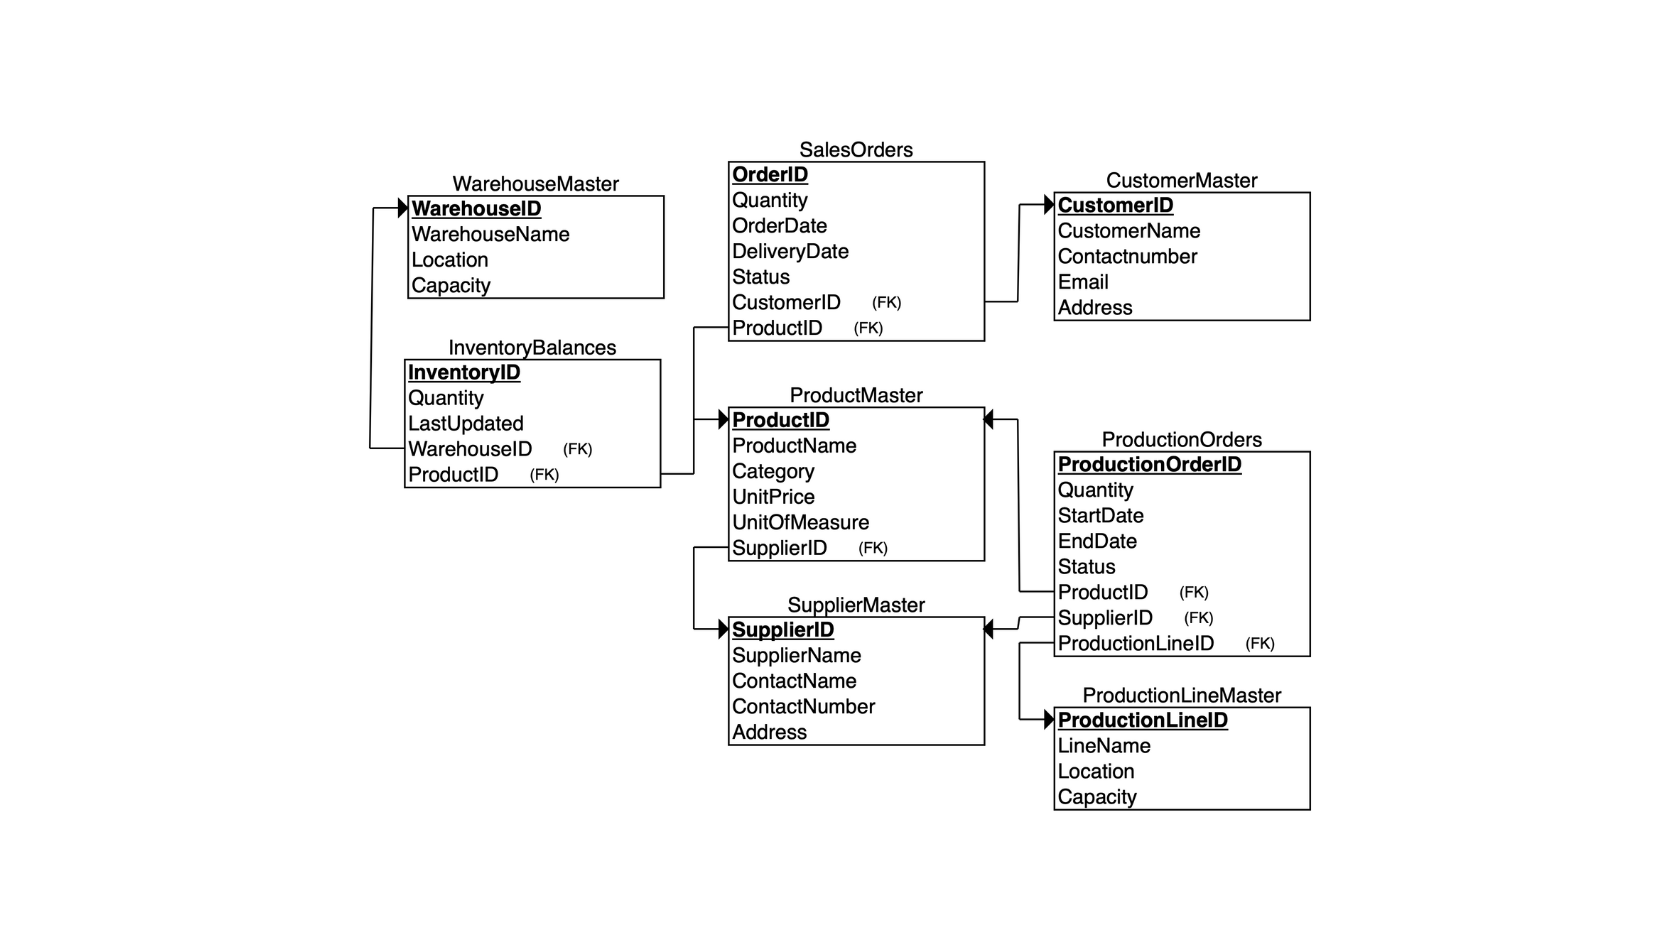 WarehouseMaster
WarehouseID
WarehouseName
Location
Capacity
InventoryBalances
InventoryID
Quantity
LastUpdated
WarehouseID (FK)
ProductID (FK)
SalesOrders
OrderID
Quantity
OrderDate
DeliveryDate
Status
CustomerID (FK)
ProductID (FK)
ProductMaster
ProductID
ProductName
Category
UnitPrice
UnitOfMeasure
SupplierID (FK)
SupplierMaster
SupplierID
SupplierName
ContactName
ContactNumber
Address
CustomerMaster
CustomerID
CustomerName
Contactnumber
Email
Address
ProductionOrders
ProductionOrderID
Quantity
StartDate
EndDate
Status
ProductID (FK)
SupplierID (FK)
ProductionLineID (FK)
ProductionLineMaster
ProductionLineID
LineName
Location
Capacity